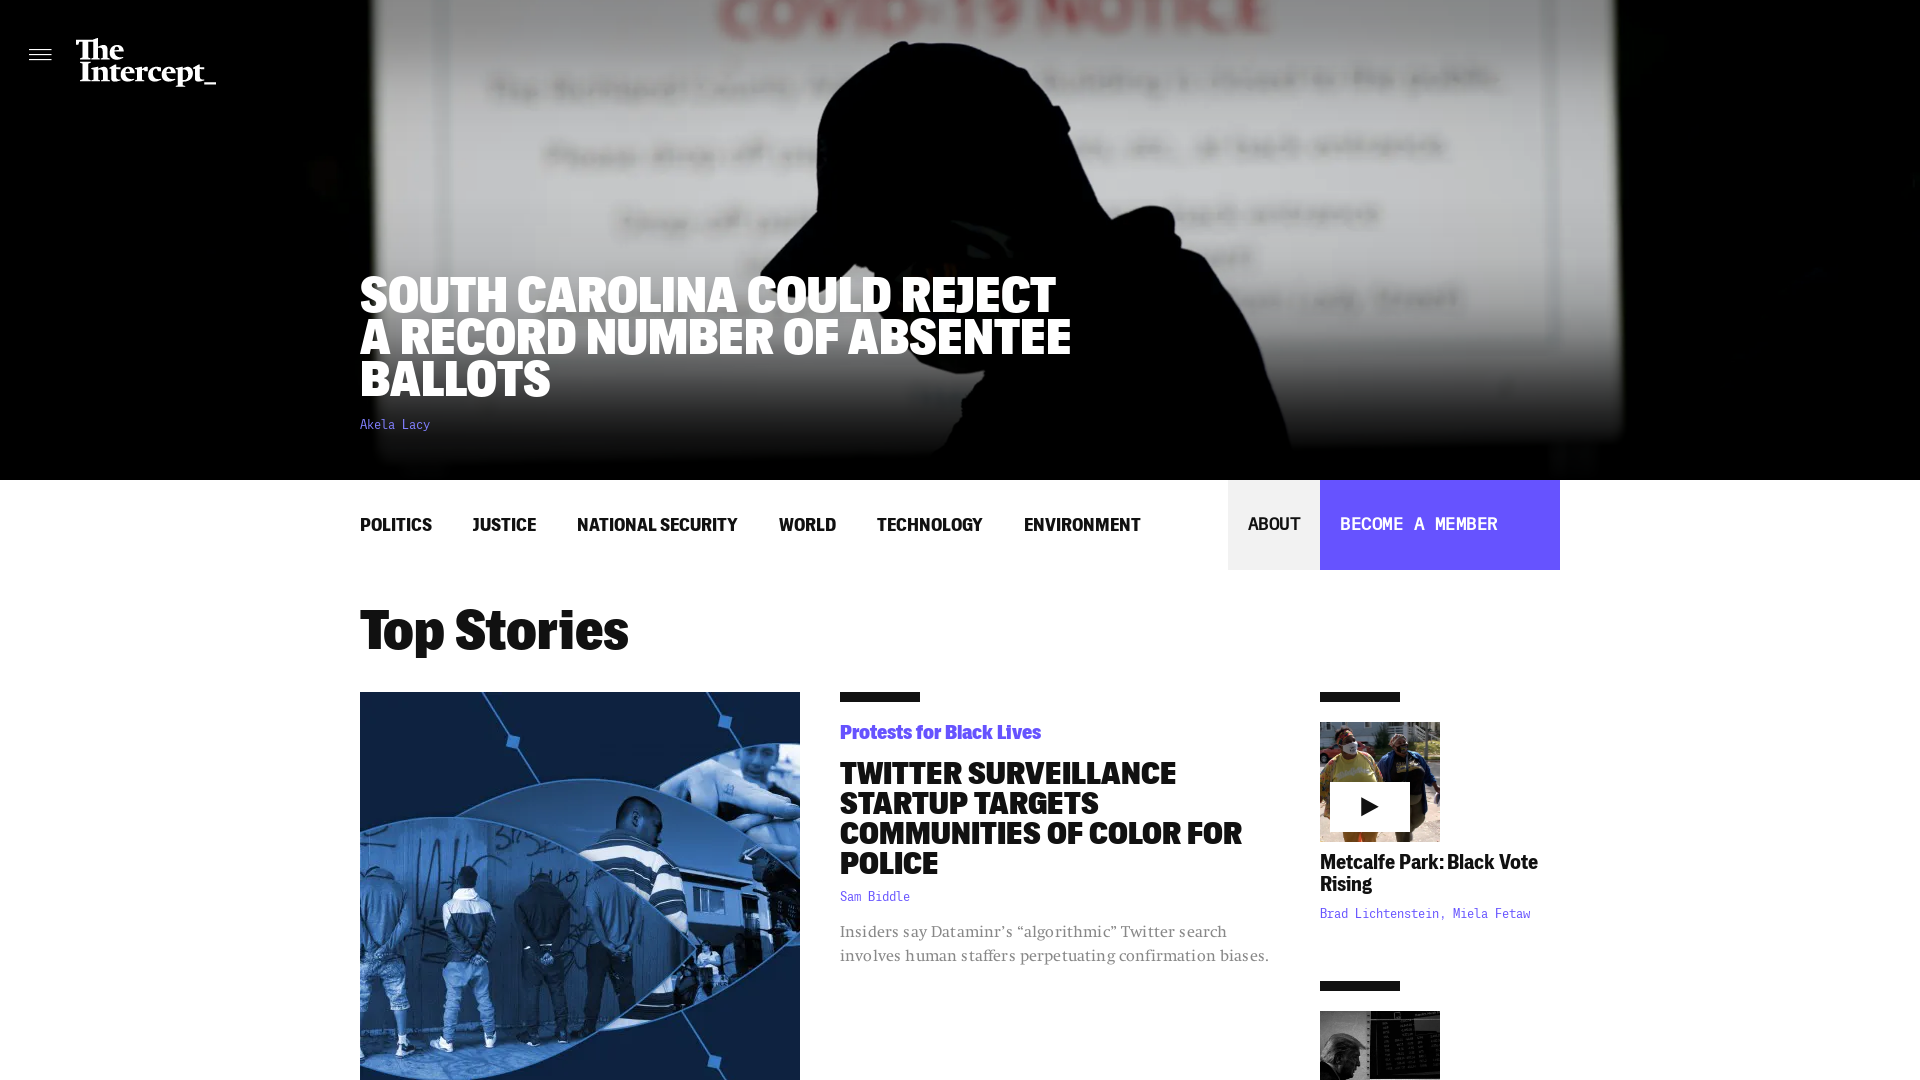 COVID-19 NOTICE
The
Intercept_
SOUTH CAROLINA COULD REJECT
A RECORD NUMBER OF ABSENTEE
BALLOTS
Akela Lacy
POLITICS JUSTICE NATIONAL SECURITY WORLD TECHNOLOGY ENVIRONMENT ABOUT BECOME A MEMBER
Top Stories
Protests for Black Lives
TWITTER SURVEILLANCE
STARTUP TARGETS
COMMUNITIES OF COLOR FOR
POLICE
Sam Biddle
Insiders say Dataminr’s “algorithmic” Twitter search
involves human staffers perpetuating confirmation biases.
Metcalfe Park: Black Vote
Rising
Brad Lichtenstein, Miela Fetaw